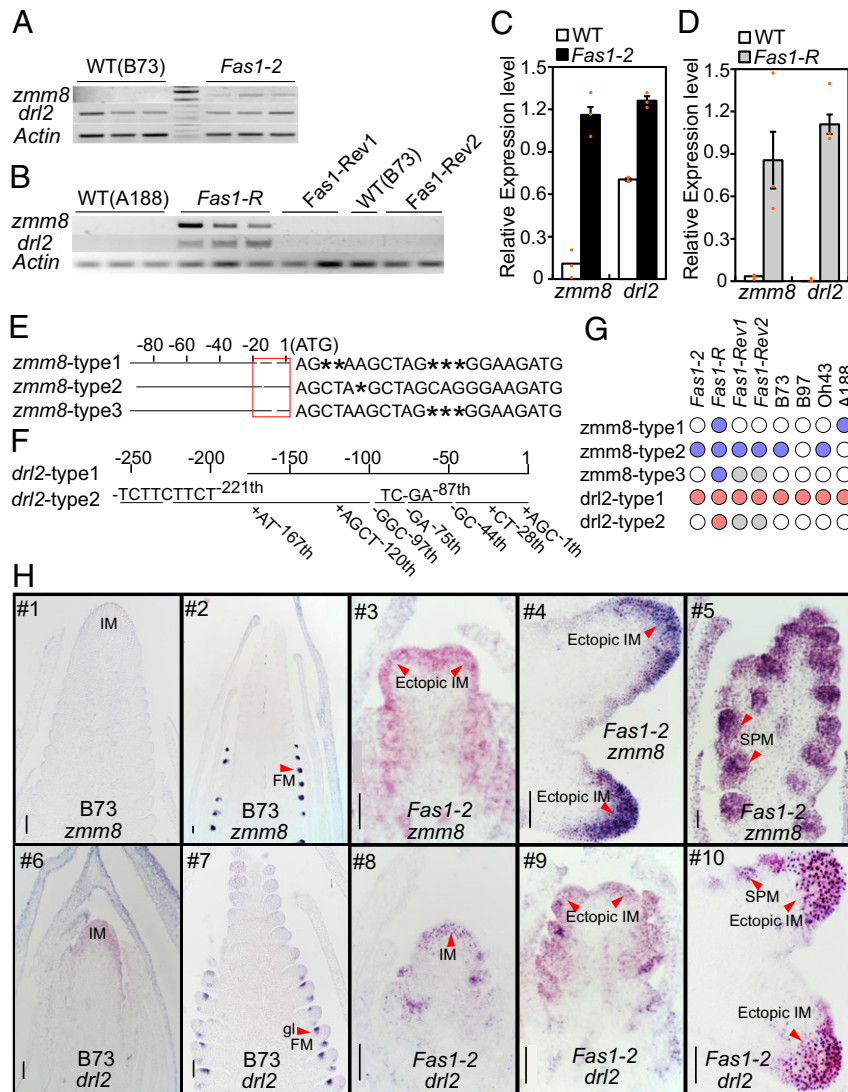 A
WT(B73)
Fas1-2
zmm8
drl2
Actin
B
WT(A188)
Fas1-R
Fas1-Rev1
WT(B73)
Fas1-Rev2
zmm8
drl2
Actin
C
WT
Fas1-2
Relative Expression level
1.5
1.2
0.9
0.6
0.3
0
zmm8
drl2
D
WT
Fas1-R
Relative Expression level
1.5
1.2
0.9
0.6
0.3
0
zmm8
drl2
E
-80 -60 -40 -20 1(ATG)
zmm8-type1 AG**AAGCTAG***GGAAGATG
zmm8-type2 AGCTA*GCTAGCAGGGAAGATG
zmm8-type3 AGCTAAGCTAG***GGAAGATG
F
-250 -200 -150 -100 -50 1
drl2-type1
drl2-type2
-TCTTCTTCT-221th
TC-GA-87th
+AT-167th
+AGCT-120th
-GGC-97th
-GA-75th
-GC-44th
+CT-28th
+AGC-1th
G
Fas1-2
Fas1-R
Fas1-Rev1
Fas1-Rev2
B73
B97
Oh43
A188
zmm8-type1
zmm8-type2
zmm8-type3
drl2-type1
drl2-type2
H
#1
IM
B73
zmm8
#2
FM
B73
zmm8
#3
Ectopic IM
Fas1-2
zmm8
#4
Ectopic IM
Fas1-2
zmm8
Ectopic IM
#5
SPM
Fas1-2
zmm8
#6
IM
B73
drl2
#7
gl
FM
B73
drl2
#8
IM
Fas1-2
drl2
#9
Ectopic IM
Fas1-2
drl2
#10
SPM
Ectopic IM
Ectopic IM
Fas1-2
drl2